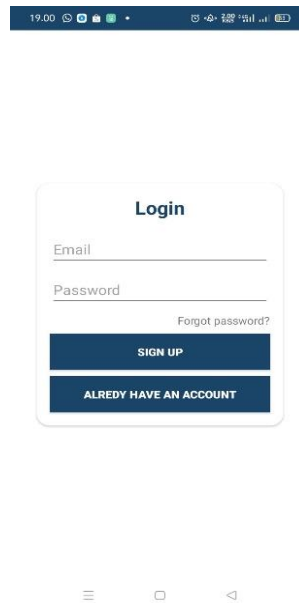 19.00
Login
Email
Password
Forgot password?
SIGN UP
ALREDY HAVE AN ACCOUNT